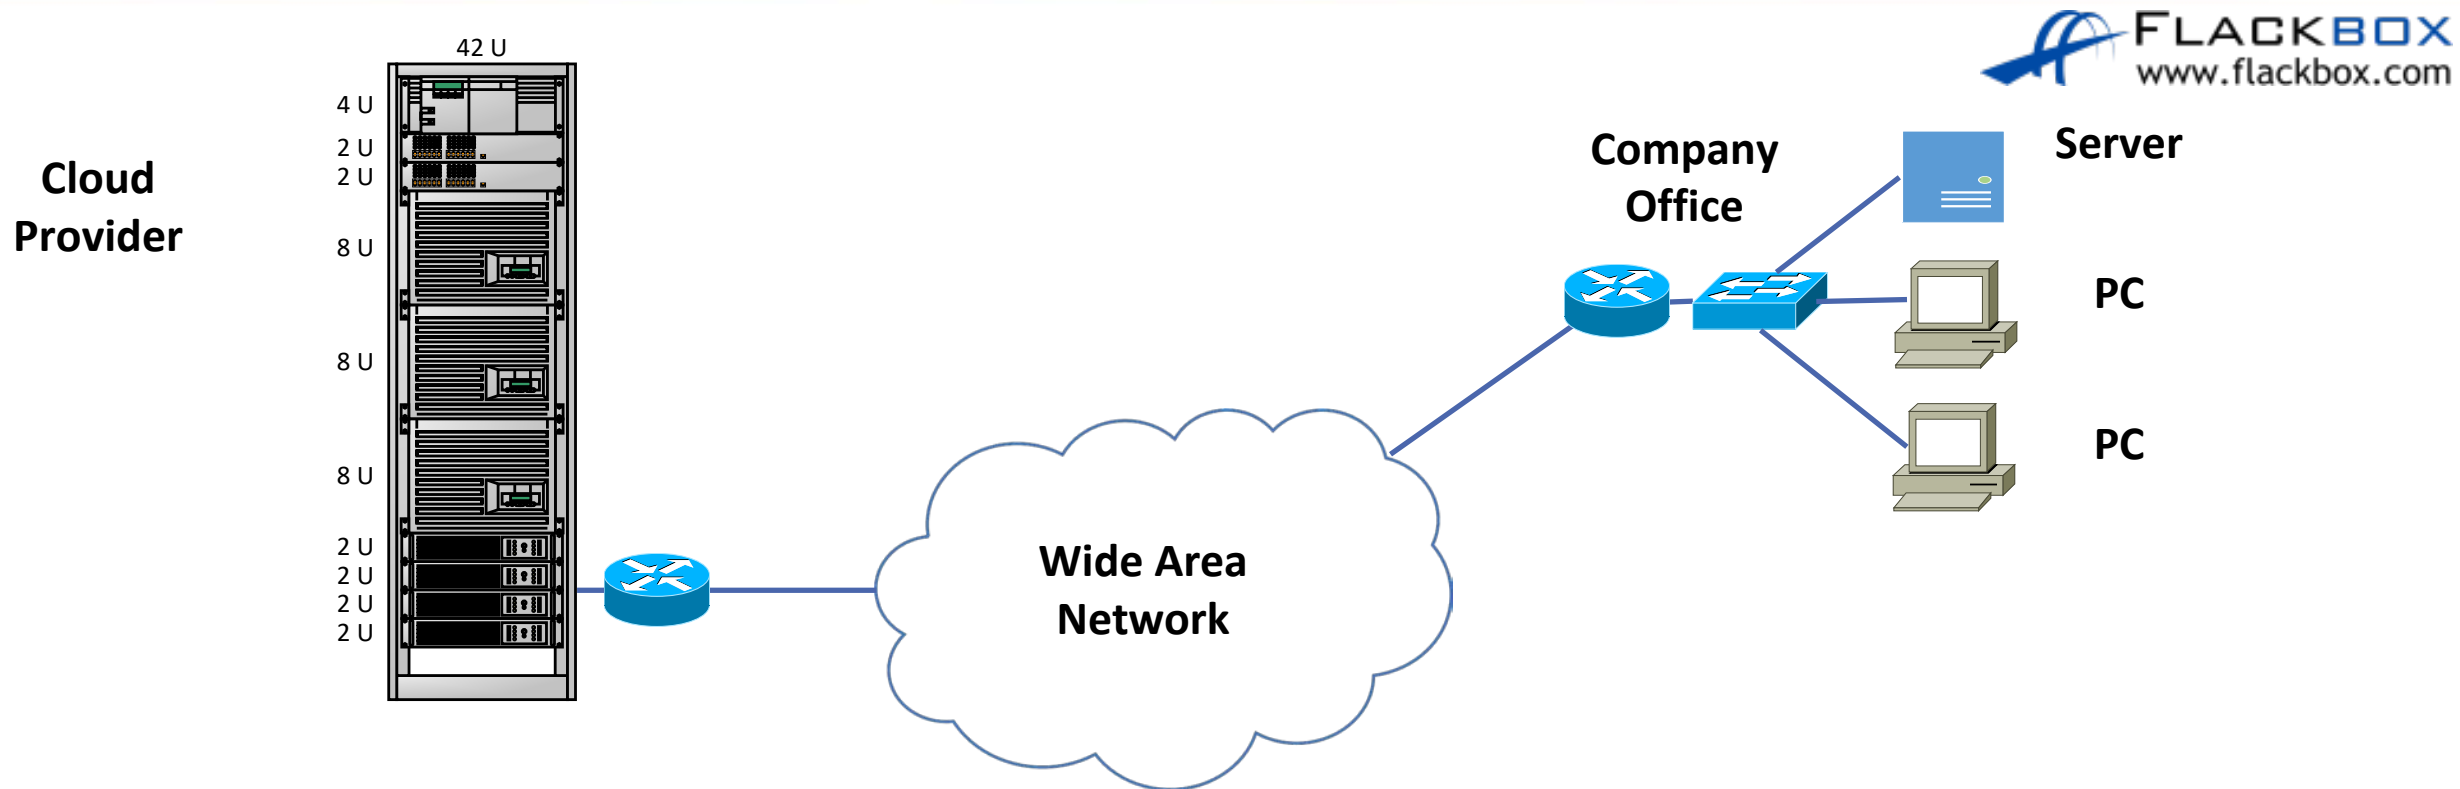 FLACKBOX
www.flackbox.com
42 U
4 U
2 U
2 U
8 U
8 U
8 U
2 U
2 U
2 U
2 U
Cloud
Provider
Wide Area
Network
Company
Office
Server
PC
PC